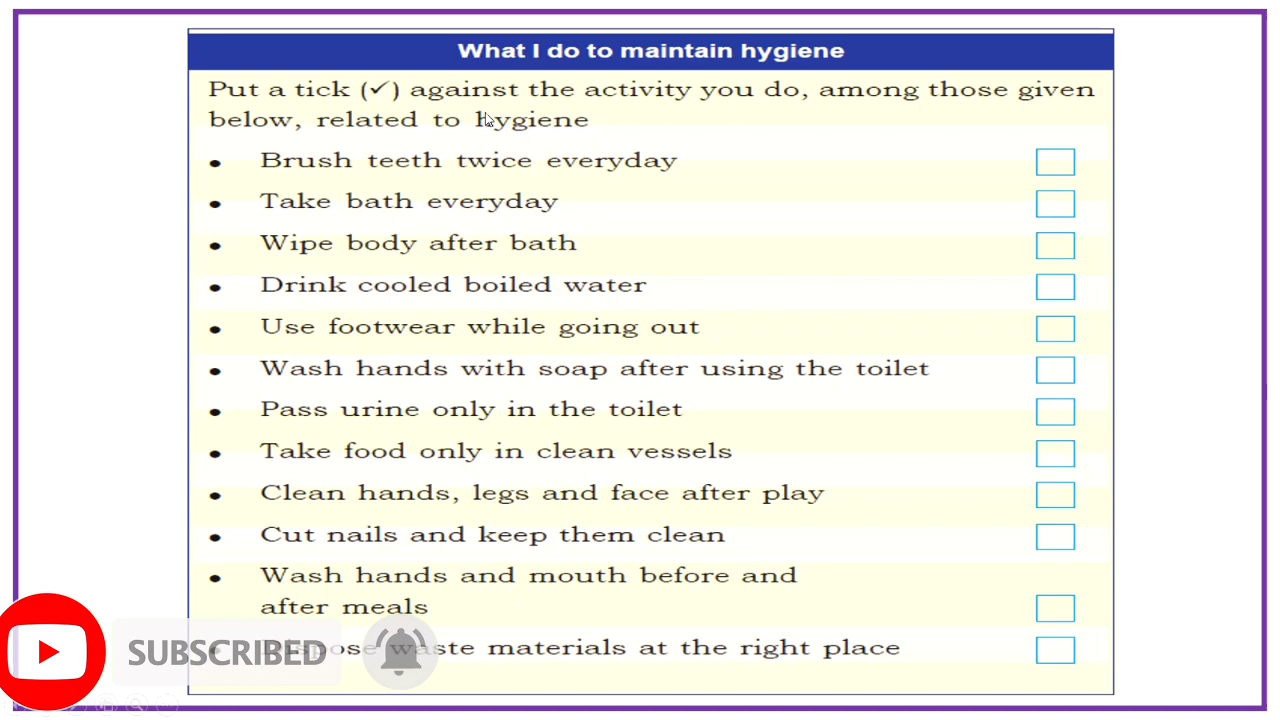 What I do to maintain hygiene
Put a tick (✓) against the activity you do, among those given
below, related to hygiene
• Brush teeth twice everyday
• Take bath everyday
• Wipe body after bath
• Drink cooled boiled water
• Use footwear while going out
• Wash hands with soap after using the toilet
• Pass urine only in the toilet
• Take food only in clean vessels
• Clean hands, legs and face after play
• Cut nails and keep them clean
• Wash hands and mouth before and
after meals
• Dispose waste materials at the right place
SUBSCRIBED